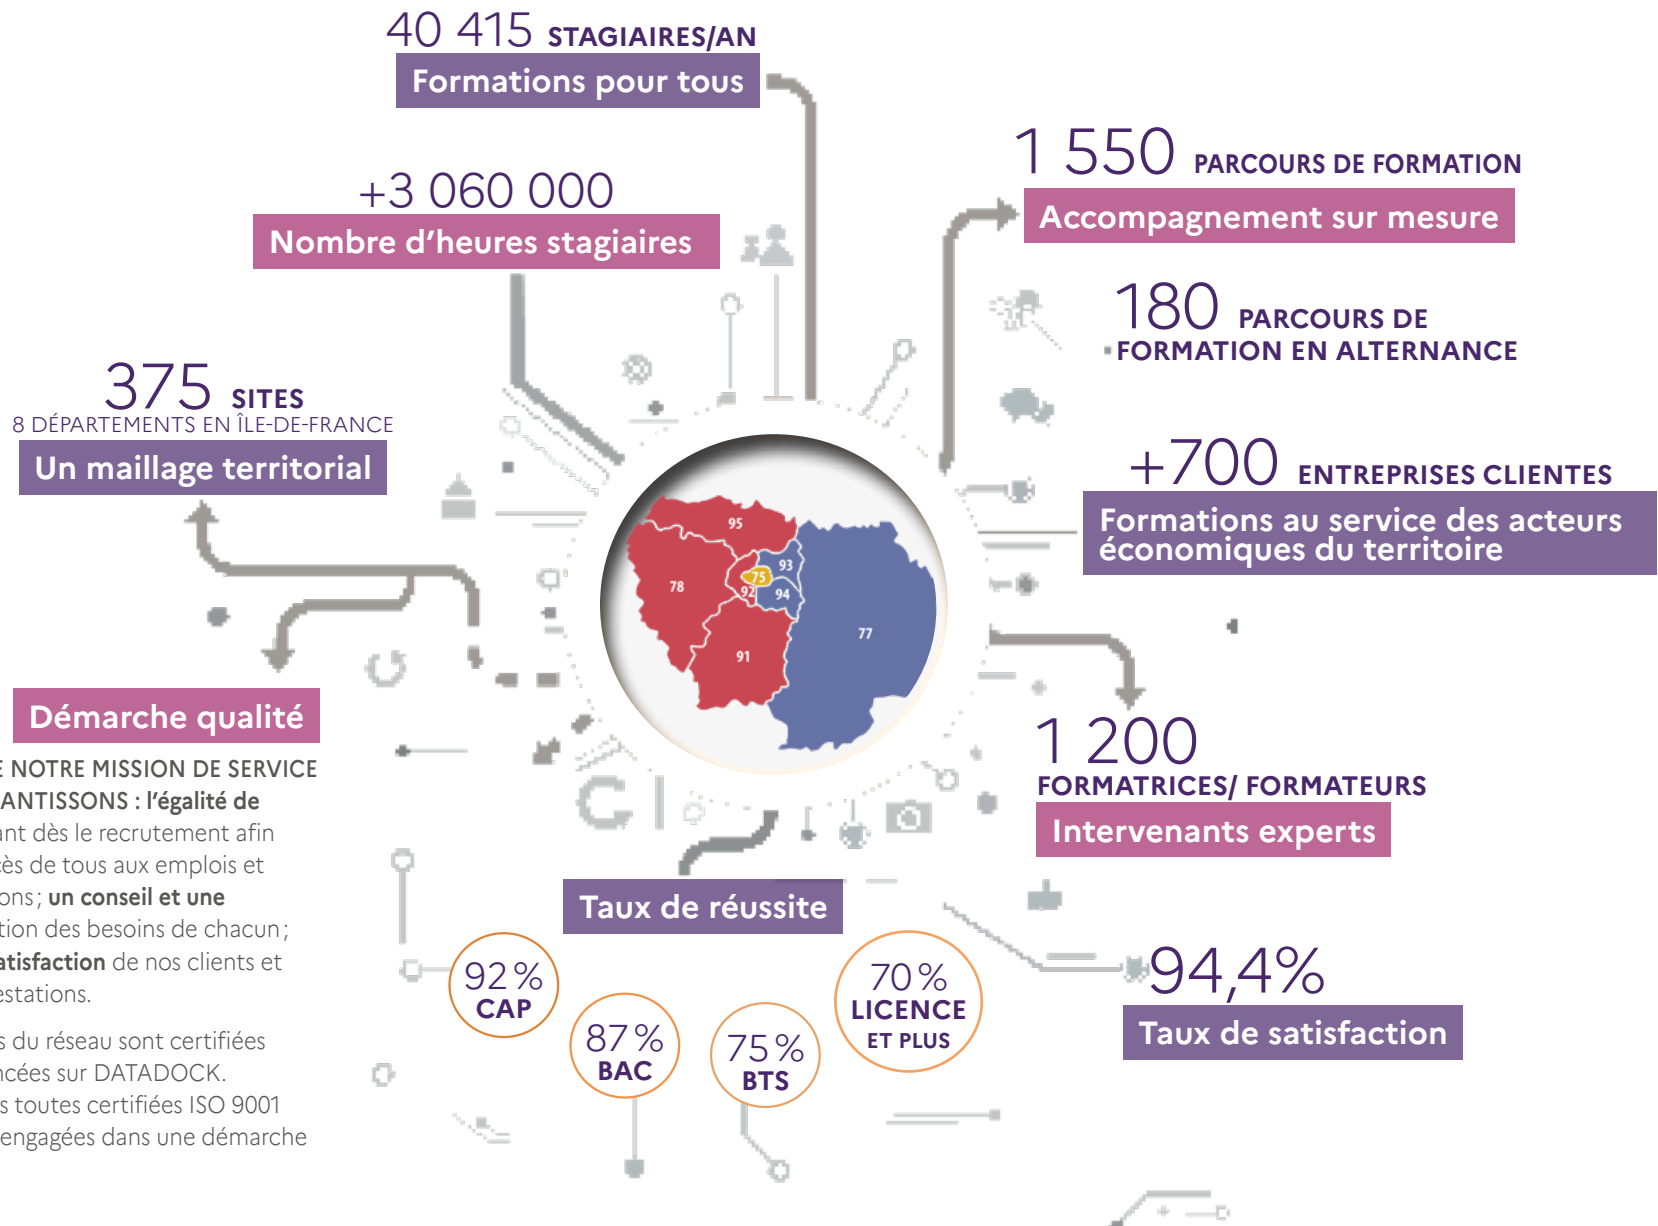 40 415 STAGIAIRES/AN
Formations pour tous
+3 060 000
Nombre d'heures stagiaires
1 550 PARCOURS DE FORMATION
Accompagnement sur mesure
180 PARCOURS DE
FORMATION EN ALTERNANCE
375 SITES
8 DÉPARTEMENTS EN ÎLE-DE-FRANCE
Un maillage territorial
+700 ENTREPRISES CLIENTES
Formations au service des acteurs
économiques du territoire
95
93
75
78
92
94
77
91
Démarche qualité
E NOTRE MISSION DE SERVICE
ANTISSONS : l'égalité de
ant dès le recrutement afin
cès de tous aux emplois et
ons ; un conseil et une
tion des besoins de chacun ;
atisfaction de nos clients et
estations.
s du réseau sont certifiées
ncées sur DATADOCK.
s toutes certifiées ISO 9001
engagées dans une démarche
1 200
FORMATRICES/ FORMATEURS
Intervenants experts
Taux de réussite
92 %
CAP
87 %
BAC
75 %
BTS
70 %
LICENCE
ET PLUS
94,4%
Taux de satisfaction